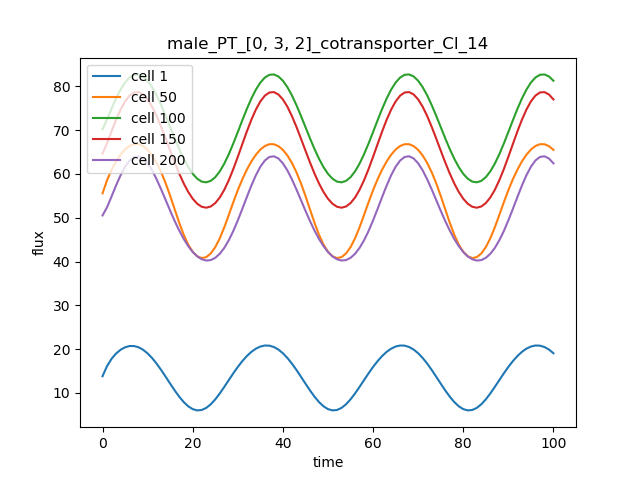 male_PT_[0, 3, 2]_cotransporter_Cl_14
cell 1
cell 50
cell 100
cell 150
cell 200
flux
80
70
60
50
40
30
20
10
0
20
40
60
80
100
time